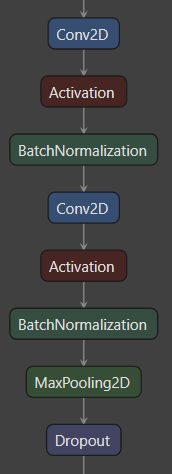 Conv2D
Activation
BatchNormalization
Conv2D
Activation
BatchNormalization
MaxPooling2D
Dropout